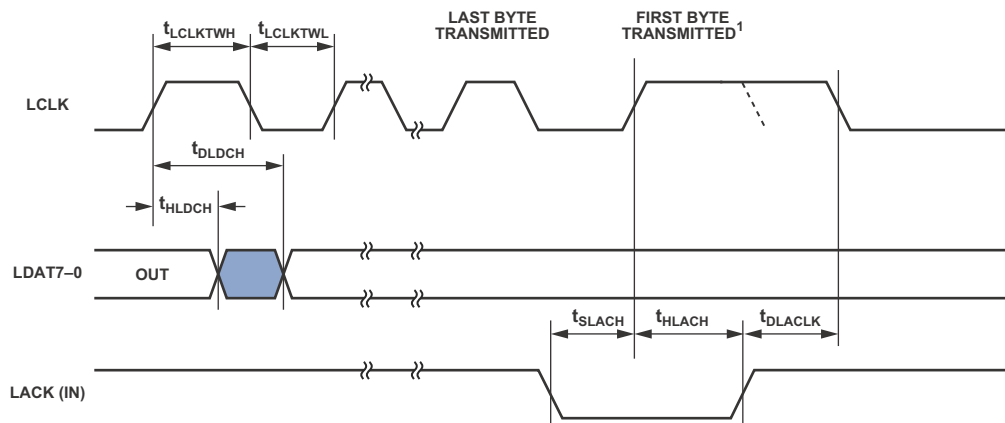 LAST BYTE
TRANSMITTED
FIRST BYTE
TRANSMITTED¹
tLCLKTWH
tLCLKTWL
LCLK
tDLDCH
tHLDCH
LDAT7–0
OUT
tSLACH
tHLACH
tDLACLK
LACK (IN)